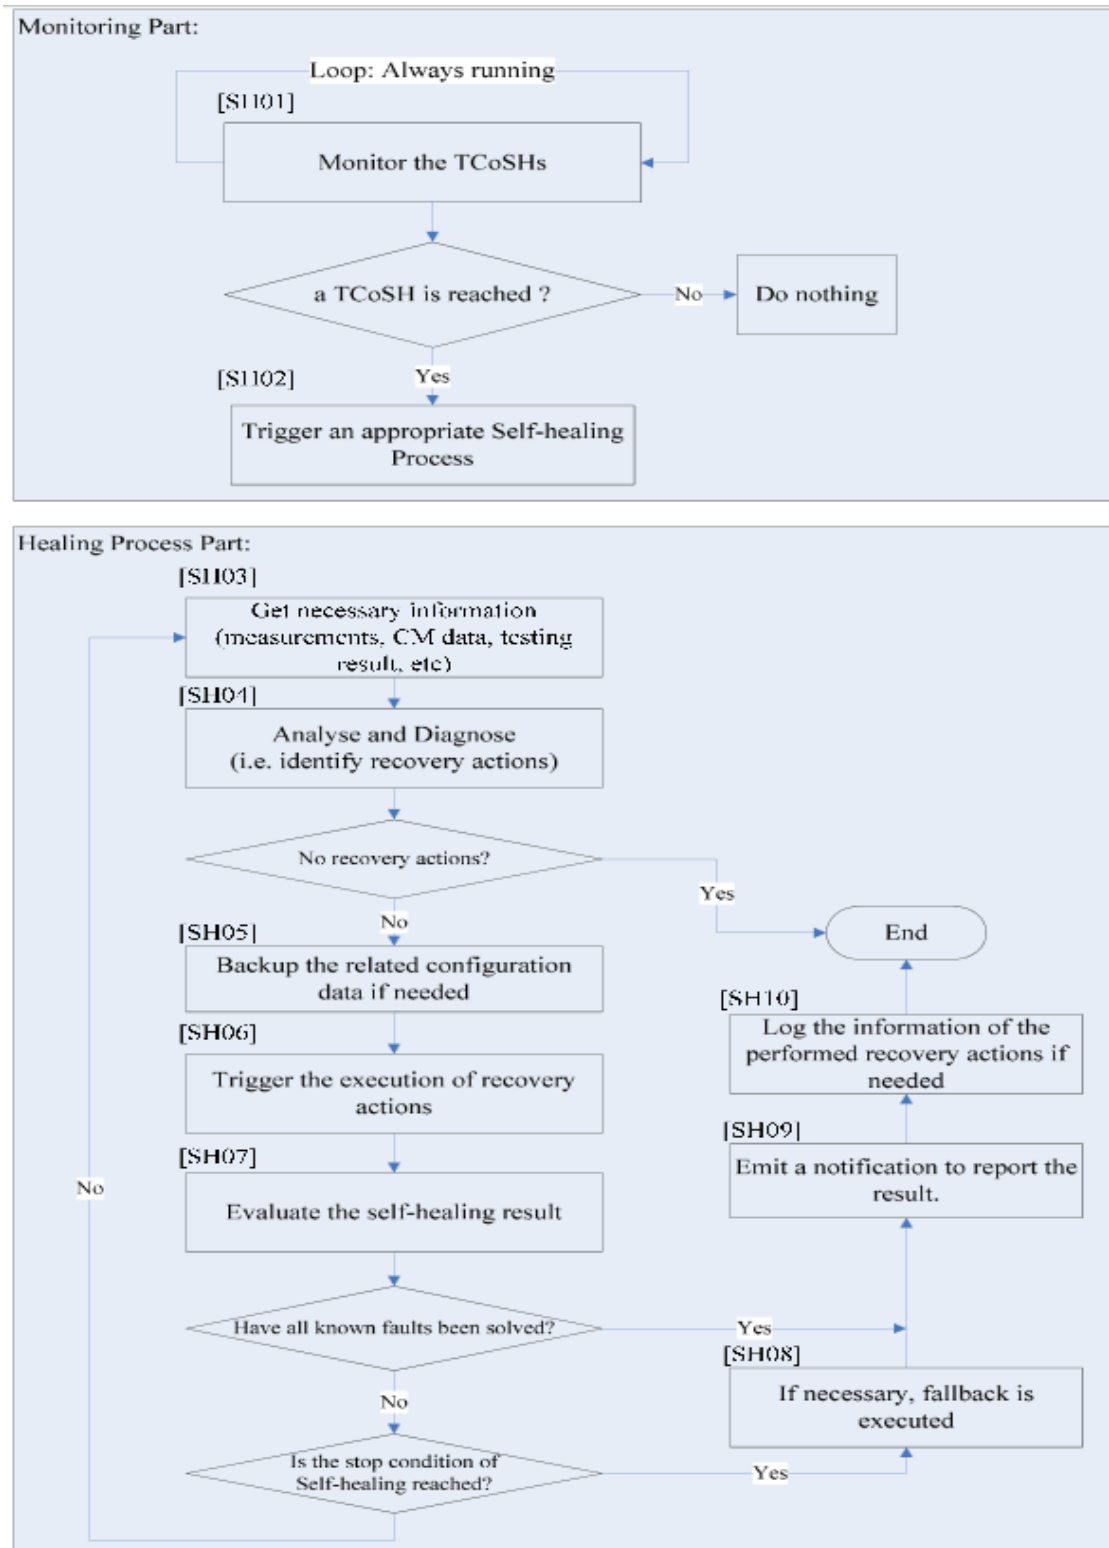 Monitoring Part:
Loop: Always running
[SH01]
Monitor the TCoSHs
a TCoSH is reached ?
No
Do nothing
[SH02]
Yes
Trigger an appropriate Self-healing
Process
Healing Process Part:
[SH03]
Get necessary information
(measurements, CM data, testing
result, etc)
[SH04]
Analyse and Diagnose
(i.e. identify recovery actions)
No recovery actions?
Yes
No
End
[SH05]
Backup the related configuration
data if needed
[SH10]
Log the information of the
performed recovery actions if
needed
[SH06]
Trigger the execution of recovery
actions
[SH09]
Emit a notification to report the
result.
[SH07]
Evaluate the self-healing result
No
Have all known faults been solved?
Yes
[SH08]
If necessary, fallback is
executed
No
Is the stop condition of
Self-healing reached?
Yes